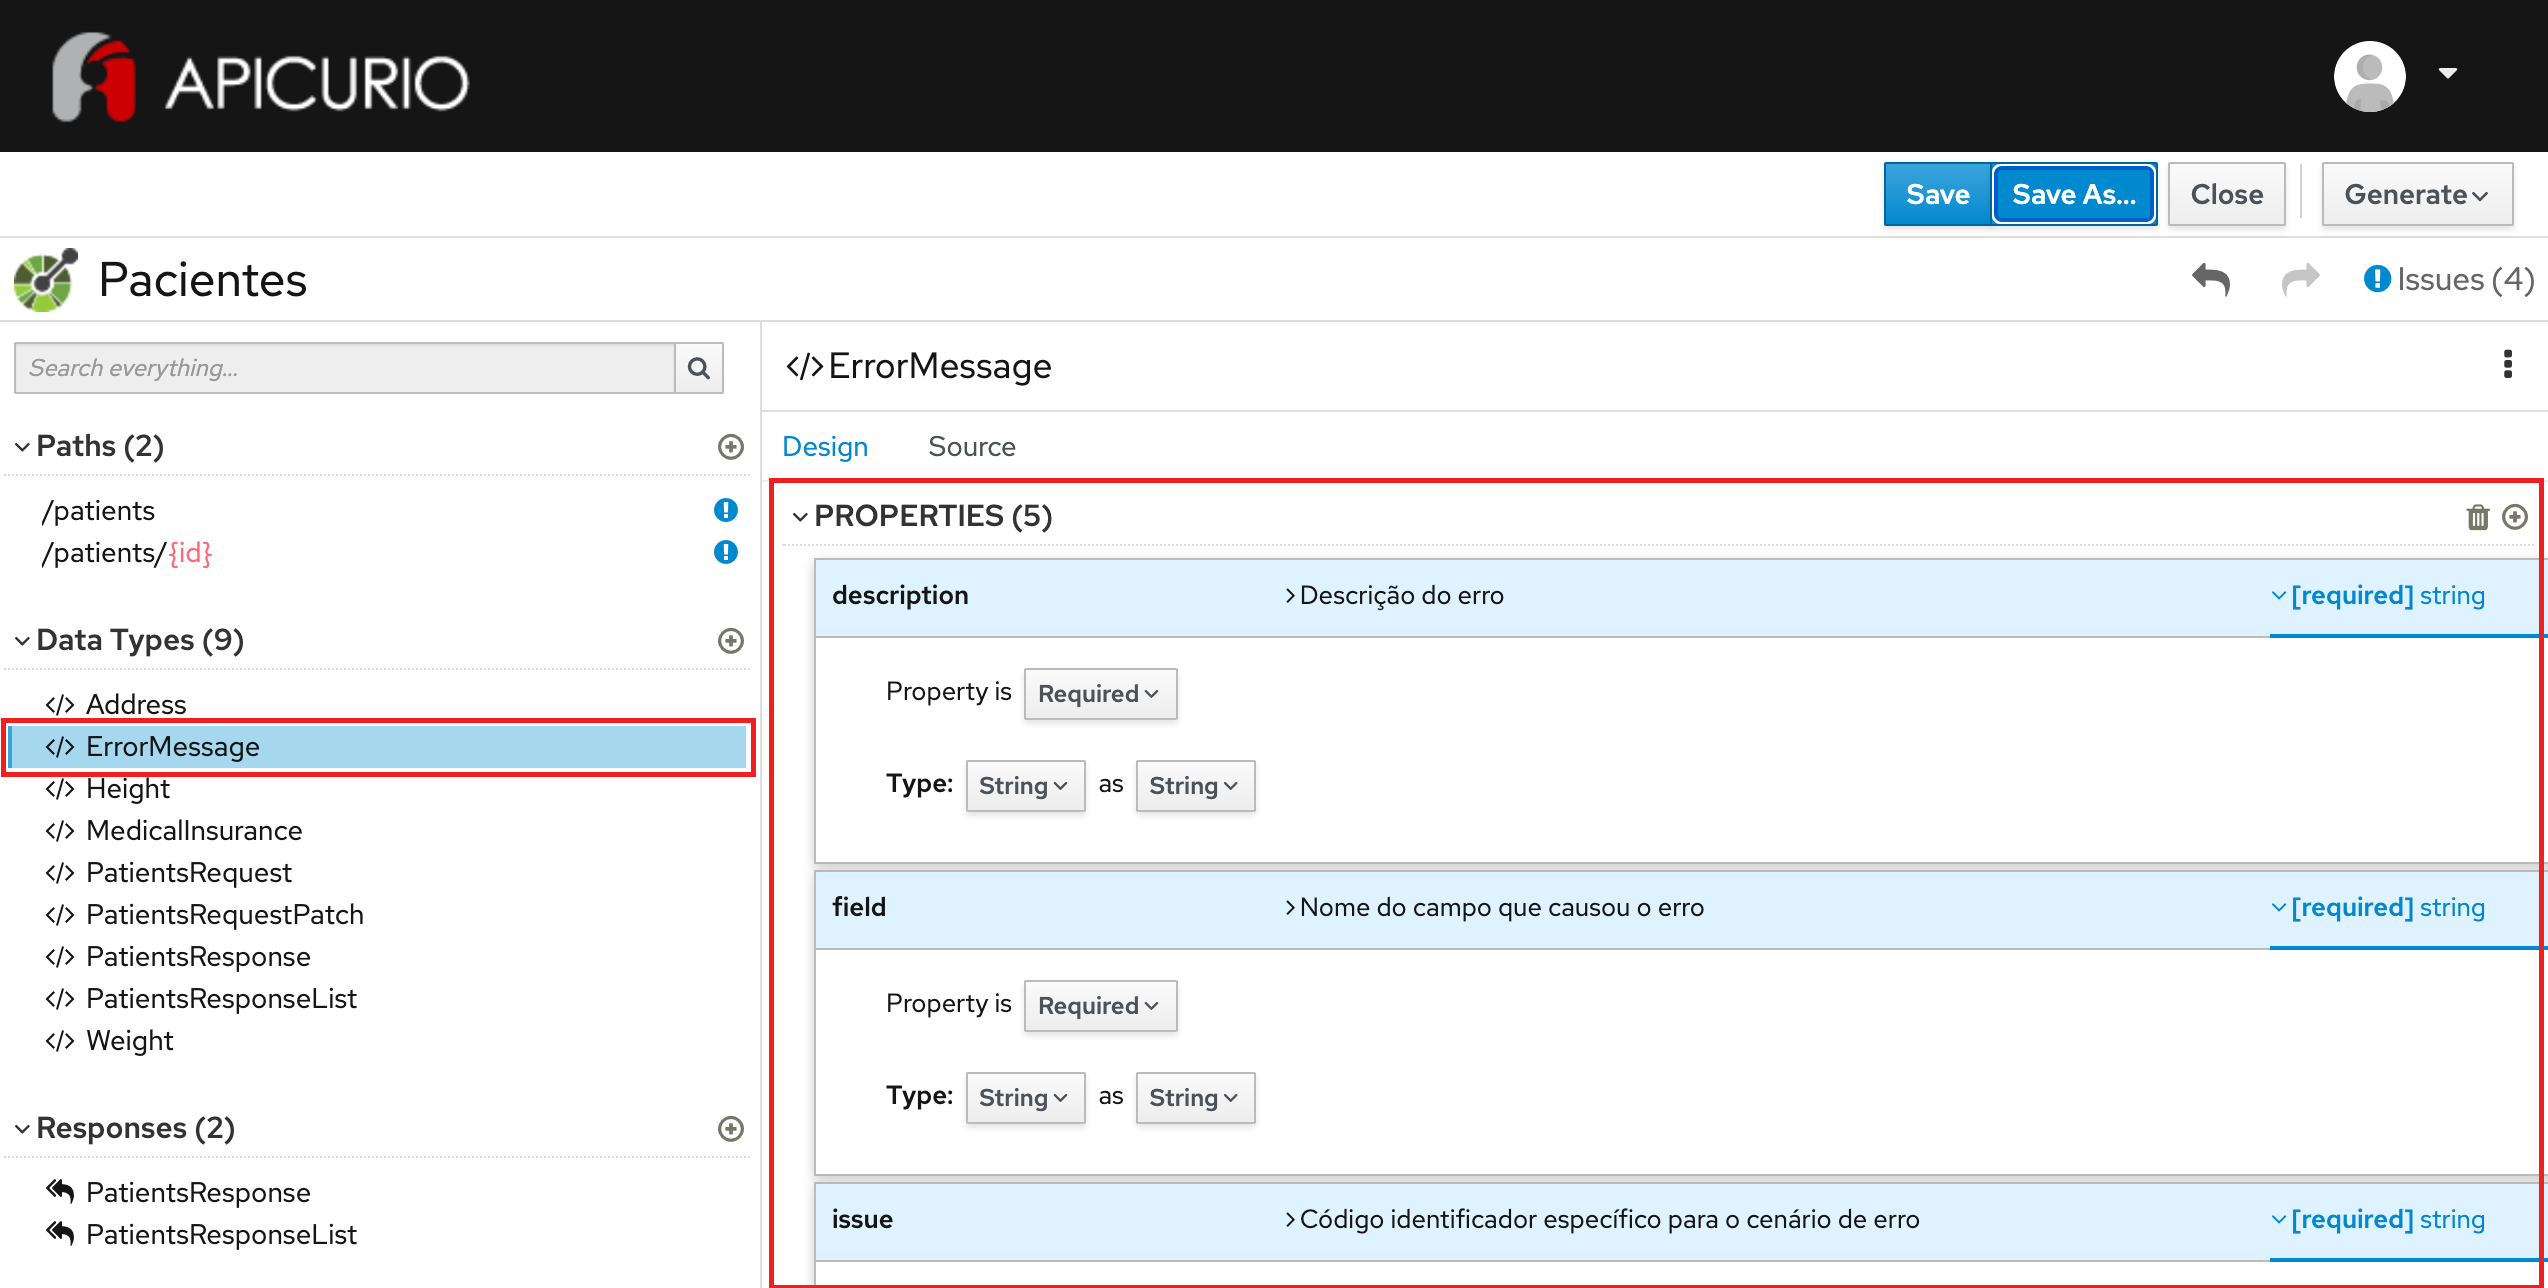 APICURIO
Save Save As... Close Generate
Pacientes
Issues (4)
Search everything...
Paths (2)
/patients
/patients/{id}
Data Types (9)
</> Address
</> ErrorMessage
</> Height
</> MedicalInsurance
</> PatientsRequest
</> PatientsRequestPatch
</> PatientsResponse
</> PatientsResponseList
</> Weight
Responses (2)
PatientsResponse
PatientsResponseList
</> ErrorMessage
Design Source
PROPERTIES (5)
description Descrição do erro [required] string
Property is Required
Type: String as String
field Nome do campo que causou o erro [required] string
Property is Required
Type: String as String
issue Código identificador específico para o cenário de erro [required] string